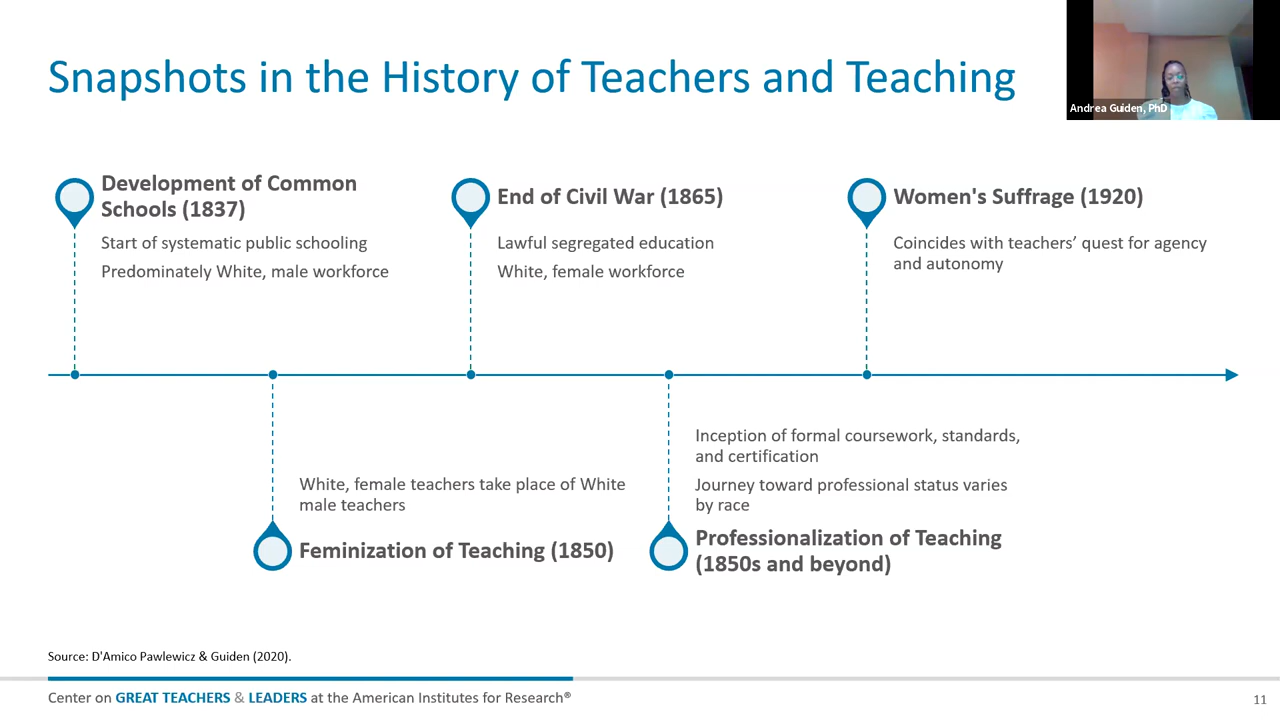 Snapshots in the History of Teachers and Teaching
Andrea Guiden, PhD
Development of Common
Schools (1837)
Start of systematic public schooling
Predominately White, male workforce
End of Civil War (1865)
Lawful segregated education
White, female workforce
Women's Suffrage (1920)
Coincides with teachers’ quest for agency
and autonomy
White, female teachers take place of White
male teachers
Feminization of Teaching (1850)
Inception of formal coursework, standards,
and certification
Journey toward professional status varies
by race
Professionalization of Teaching
(1850s and beyond)
Source: D'Amico Pawlewicz & Guiden (2020).
Center on GREAT TEACHERS & LEADERS at the American Institutes for Research®
11